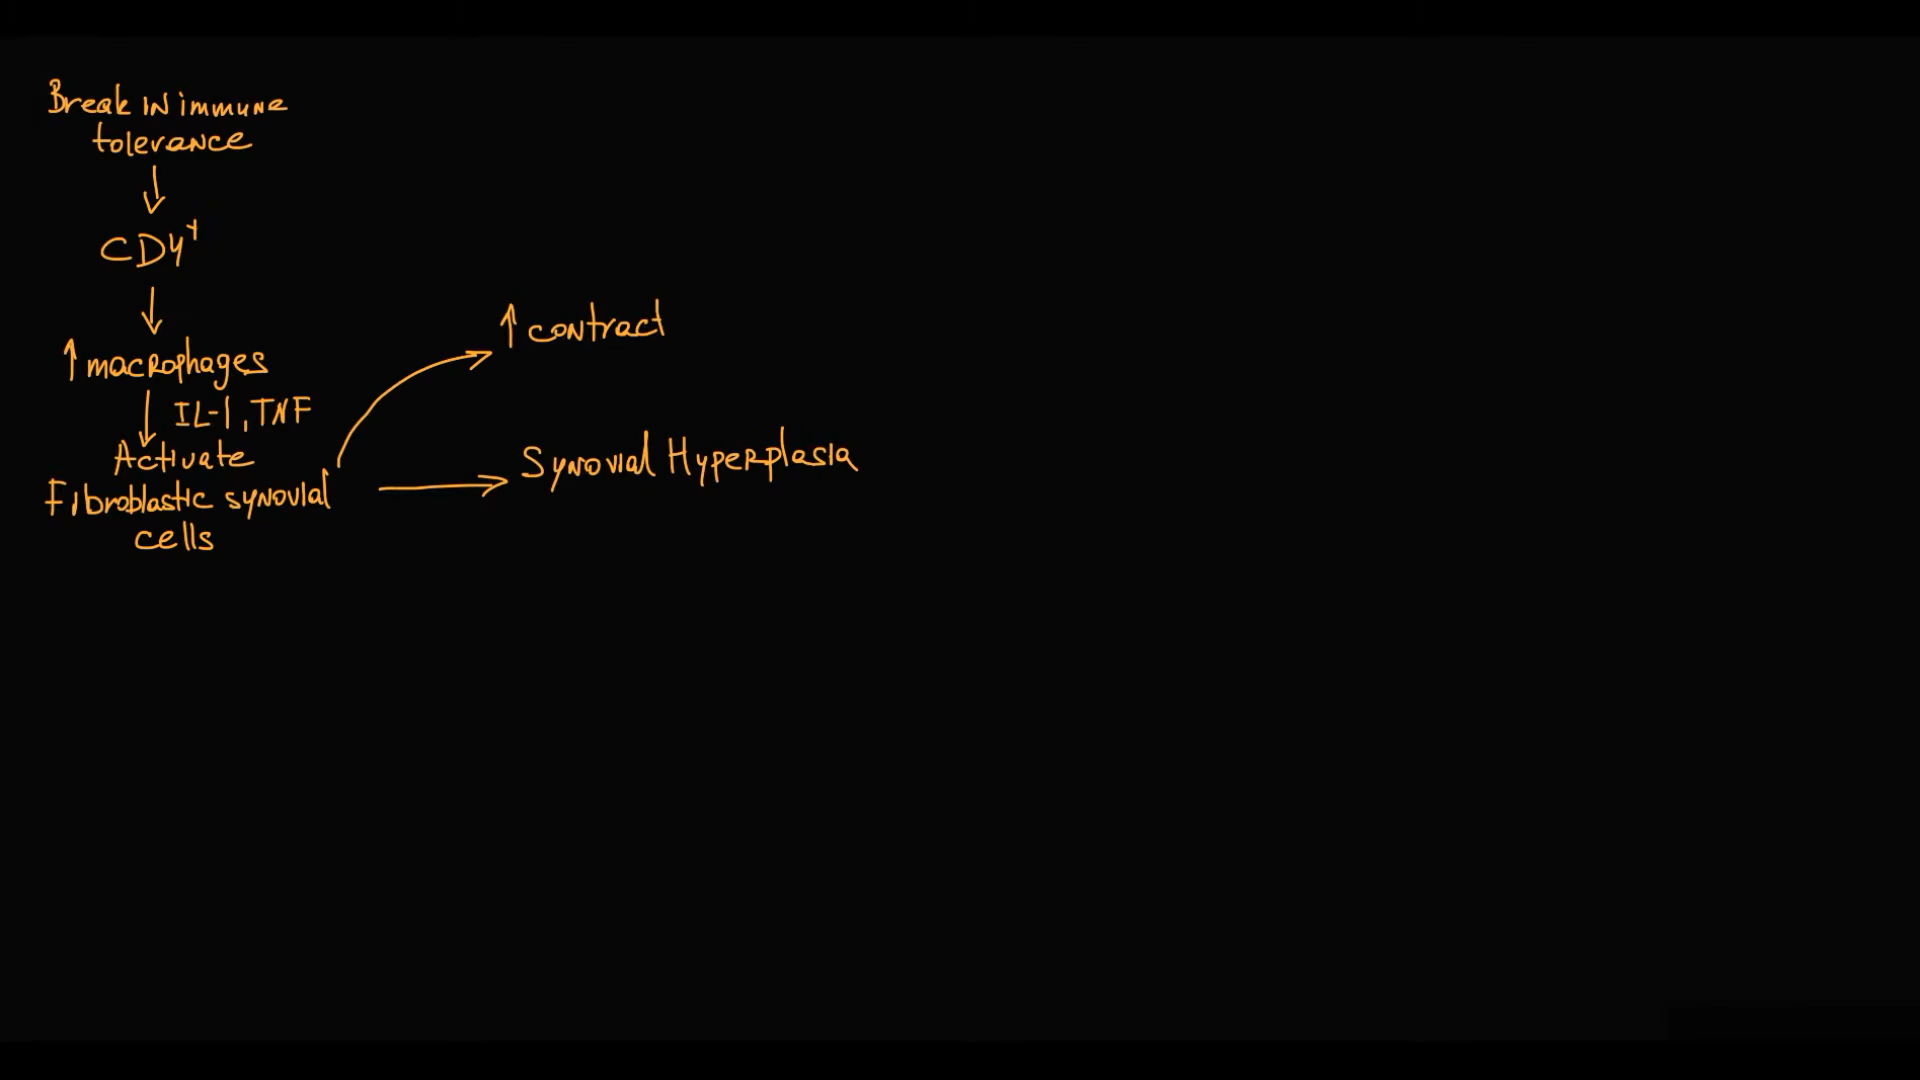 Break in immune
tolerance
↓
CD4⁺
↓
↑ macrophages
↓ IL-1, TNF
Activate
Fibroblastic synovial
cells
↑ contract
→ Synovial Hyperplasia